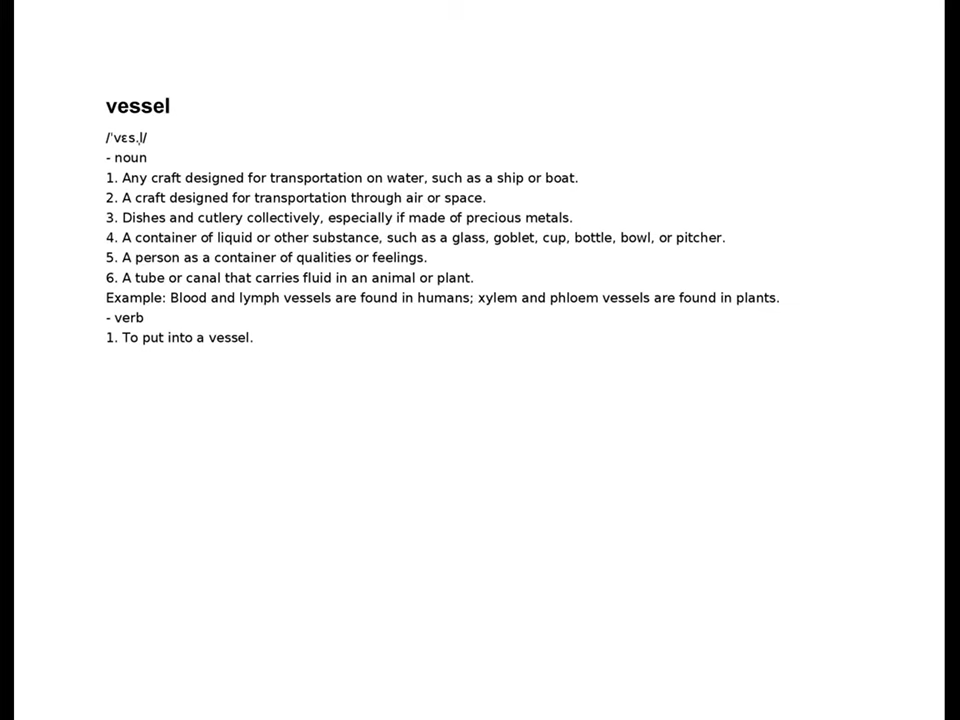 vessel
/ˈvɛs.l̩/
- noun
1. Any craft designed for transportation on water, such as a ship or boat.
2. A craft designed for transportation through air or space.
3. Dishes and cutlery collectively, especially if made of precious metals.
4. A container of liquid or other substance, such as a glass, goblet, cup, bottle, bowl, or pitcher.
5. A person as a container of qualities or feelings.
6. A tube or canal that carries fluid in an animal or plant.
Example: Blood and lymph vessels are found in humans; xylem and phloem vessels are found in plants.
- verb
1. To put into a vessel.